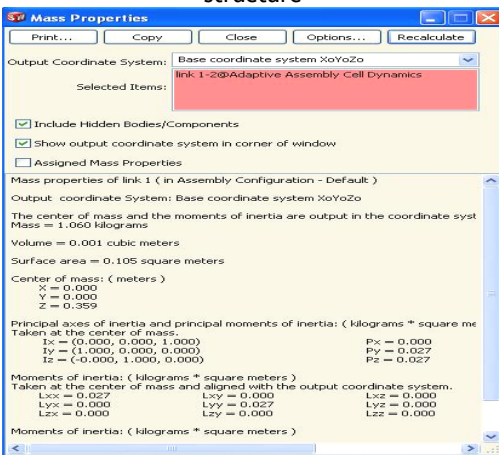 structure
Mass Properties
Print... Copy Close Options... Recalculate
Output Coordinate System: Base coordinate system XoYoZo
link 1-2@Adaptive Assembly Cell Dynamics
Selected Items:
Include Hidden Bodies/Components
Show output coordinate system in corner of window
Assigned Mass Properties
Mass properties of link 1 ( in Assembly Configuration - Default )
Output coordinate System: Base coordinate system XoYoZo
The center of mass and the moments of inertia are output in the coordinate syst
Mass = 1.060 kilograms
Volume = 0.001 cubic meters
Surface area = 0.105 square meters
Center of mass: ( meters )
X = 0.000
Y = 0.000
Z = 0.359
Principal axes of inertia and principal moments of inertia: ( kilograms * square me
Taken at the center of mass.
Ix = (0.000, 0.000, 1.000) Px = 0.000
Iy = (1.000, 0.000, 0.000) Py = 0.027
Iz = (-0.000, 1.000, 0.000) Pz = 0.027
Moments of inertia: ( kilograms * square meters )
Taken at the center of mass and aligned with the output coordinate system.
Lxx = 0.027 Lxy = 0.000 Lxz = 0.000
Lyx = 0.000 Lyy = 0.027 Lyz = 0.000
Lzx = 0.000 Lzy = 0.000 Lzz = 0.000
Moments of inertia: ( kilograms * square meters )